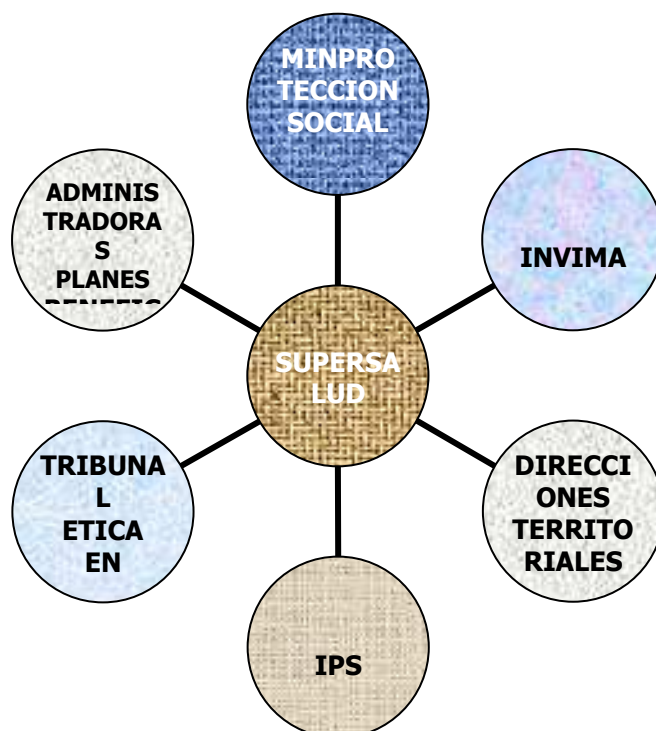 MINPRO
TECCION
SOCIAL
ADMINIS
TRADORA
S
PLANES
INVIMA
SUPERSA
LUD
TRIBUNA
L
ETICA
EN
DIRECCI
ONES
TERRITO
RIALES
IPS